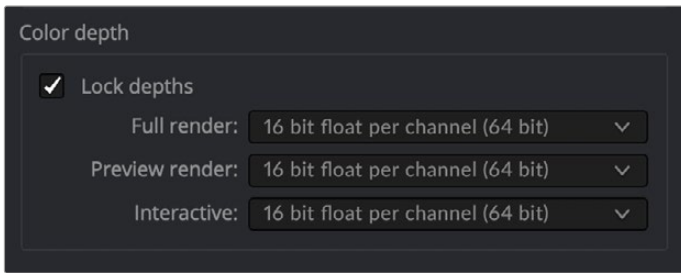 Color depth
Lock depths
Full render: 16 bit float per channel (64 bit)
Preview render: 16 bit float per channel (64 bit)
Interactive: 16 bit float per channel (64 bit)